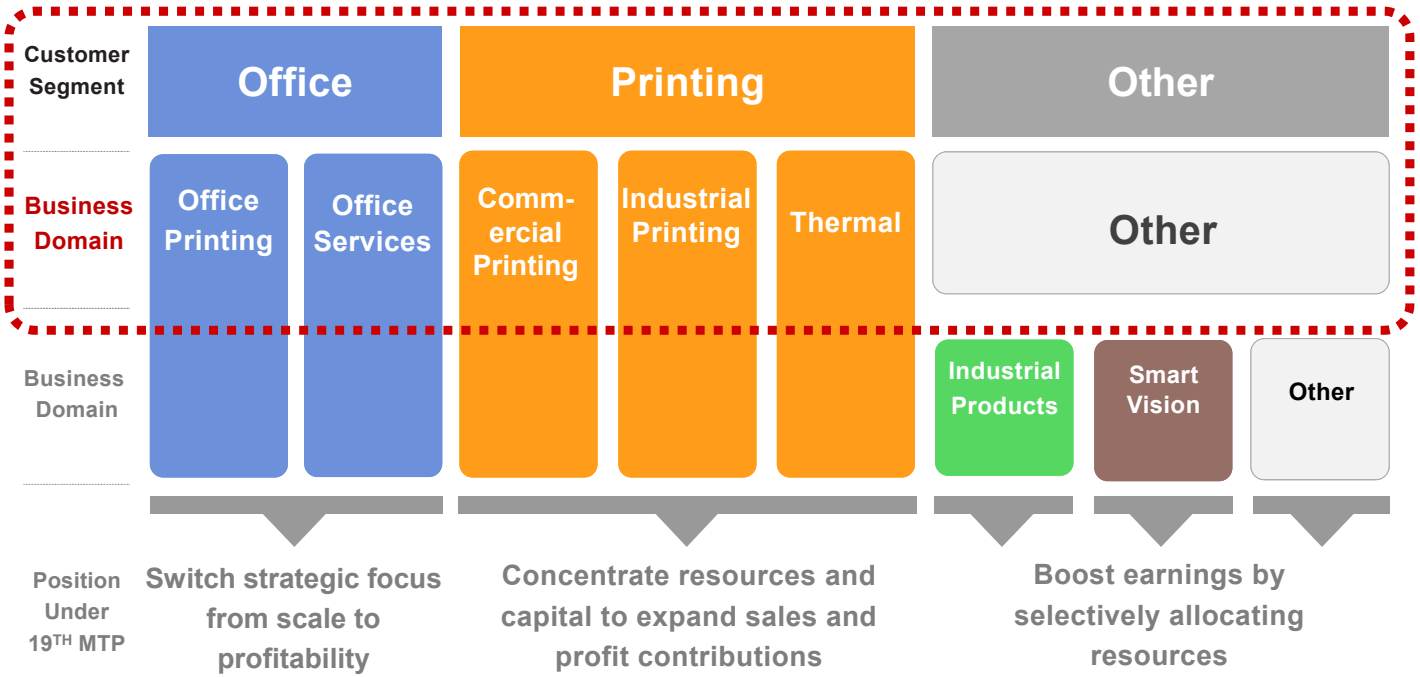 Customer
Segment
Office
Printing
Other
Business
Domain
Office
Printing
Office
Services
Comm-
ercial
Printing
Industrial
Printing
Thermal
Other
Business
Domain
Industrial
Products
Smart
Vision
Other
Position
Under
19TH MTP
Switch strategic focus
from scale to
profitability
Concentrate resources and
capital to expand sales and
profit contributions
Boost earnings by
selectively allocating
resources